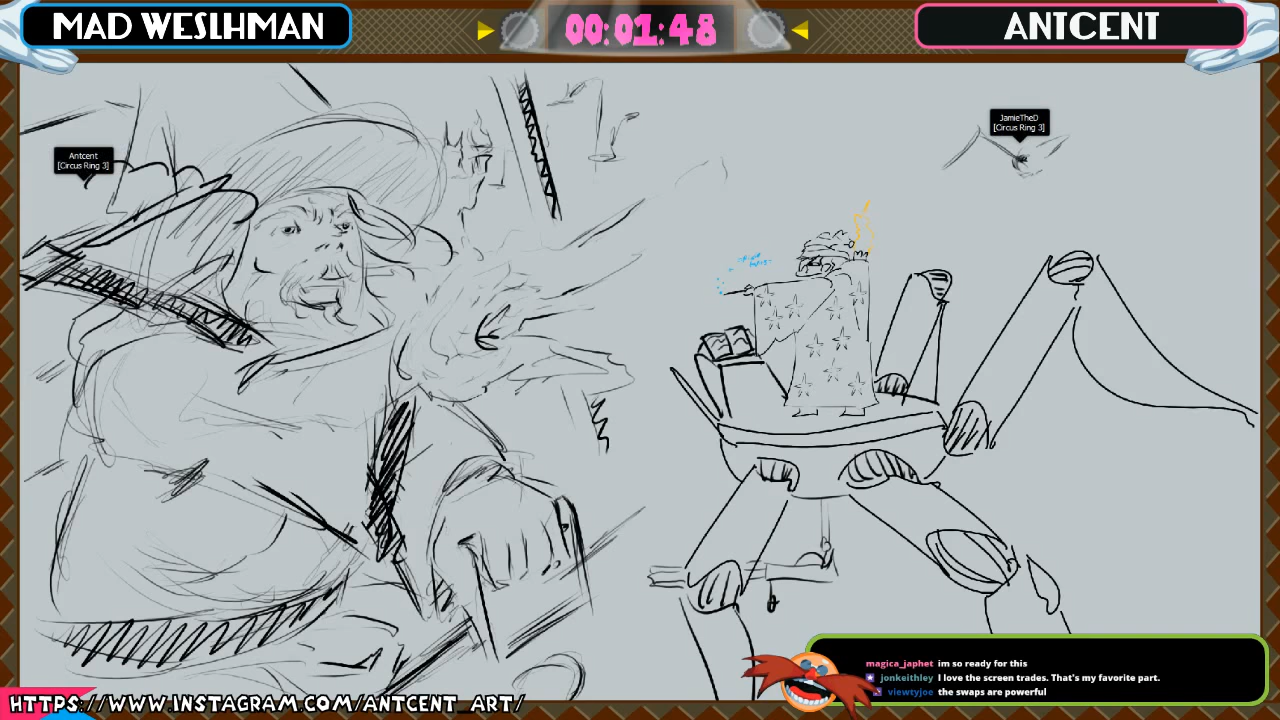 MAD WESLHMAN
00:01:48
ANTCENT
JamieTheD
[Circus Ring 3]
Antcent
[Circus Ring 3]
magica_japhet im so ready for this
jonkeithley I love the screen trades. That's my favorite part.
viewtyjoe the swaps are powerful
HTTPS://WWW.INSTAGRAM.COM/ANTCENT_ART/